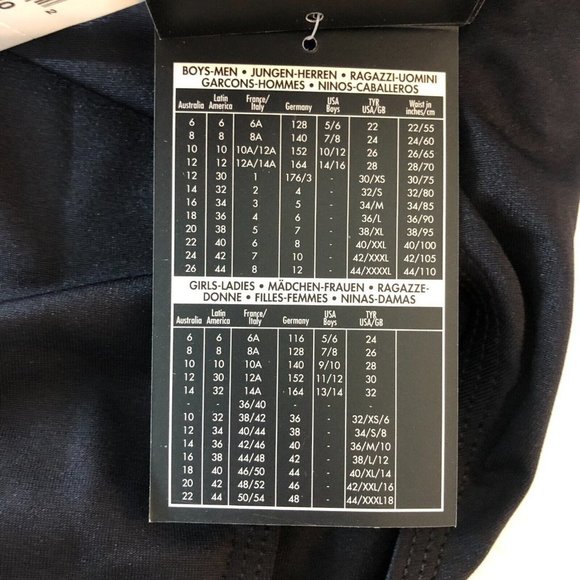 BOYS-MEN • JUNGEN-HERREN • RAGAZZI-UOMINI
GARCONS-HOMMES • NINOS-CABALLEROS
Australia Latin America France/Italy Germany USA Boys TYR USA/GB Waist in inches/cm
6 6 6A 128 5/6 22 22/55
8 8 8A 140 7/8 24 24/60
10 10 10A/12A 152 10/12 26 26/65
12 12 12A/14A 164 14/16 28 28/70
12 30 1 176/3 30/XS 30/75
14 32 2 4 - 32/S 32/80
16 34 3 5 - 34/M 34/85
18 36 4 6 - 36/L 36/90
20 38 5 7 - 38/XL 38/95
22 40 6 8 - 40/XXL 40/100
24 42 7 10 - 42/XXXL 42/105
26 44 8 12 - 44/XXXXL 44/110
GIRLS-LADIES • MÄDCHEN-FRAUEN • RAGAZZE-
DONNE • FILLES-FEMMES • NINAS-DAMAS
Australia Latin America France/Italy Germany USA Boys TYR USA/GB
6 6 6A 116 5/6 24
8 8 8A 128 7/8 26
10 10 10A 140 9/10 28
12 30 12A 152 11/12 30
14 32 14A 164 13/14 32
- - 36/40 -
10 32 38/42 36 - 32/XS/6
12 34 40/44 38 - 34/S/8
14 36 42/46 40 - 36/M/10
16 38 44/48 42 - 38/L/12
18 40 46/50 44 - 40/XL/14
20 42 48/52 46 - 42/XXL/16
22 44 50/54 48 - 44/XXXL18